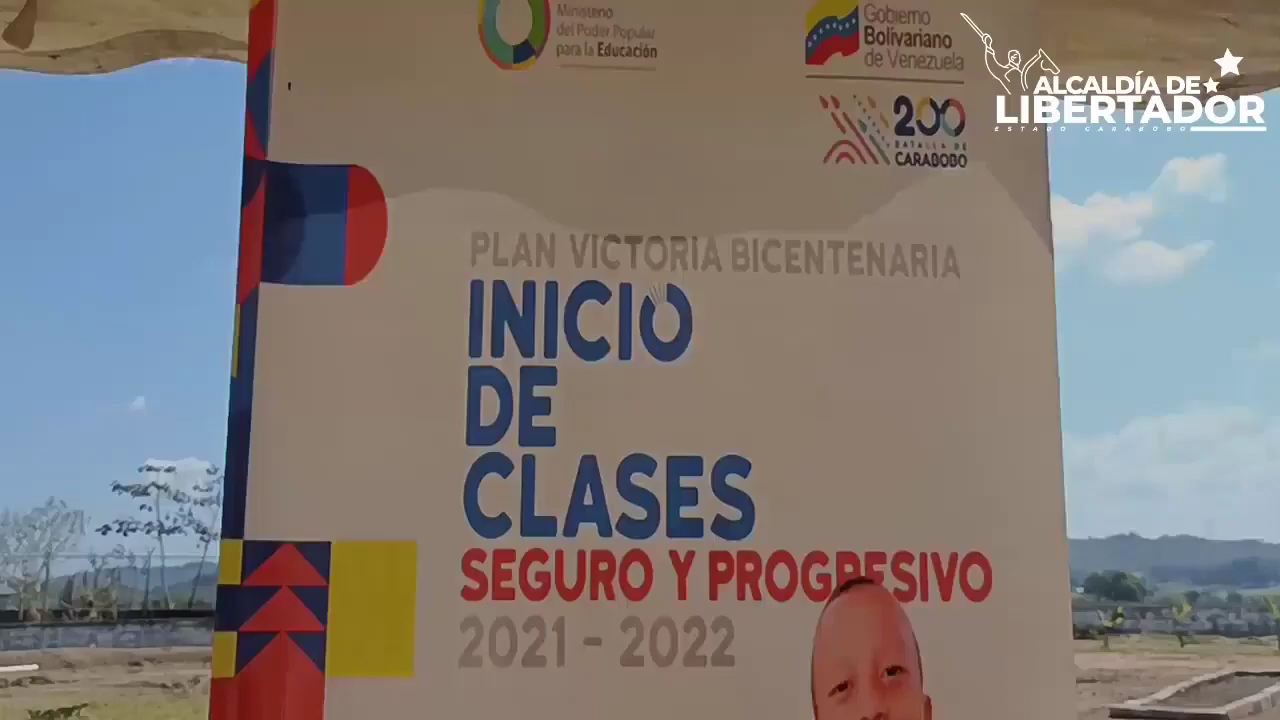 Ministerio
del Poder Popular
para la Educación
Gobierno
Bolivariano
de Venezuela
200
BATALLA DE
CARABOBO
ALCALDÍA DE
LIBERTADOR
ESTADO CARABOBO
PLAN VICTORIA BICENTENARIA
INICIO
DE
CLASES
SEGURO Y PROGRESIVO
2021 - 2022